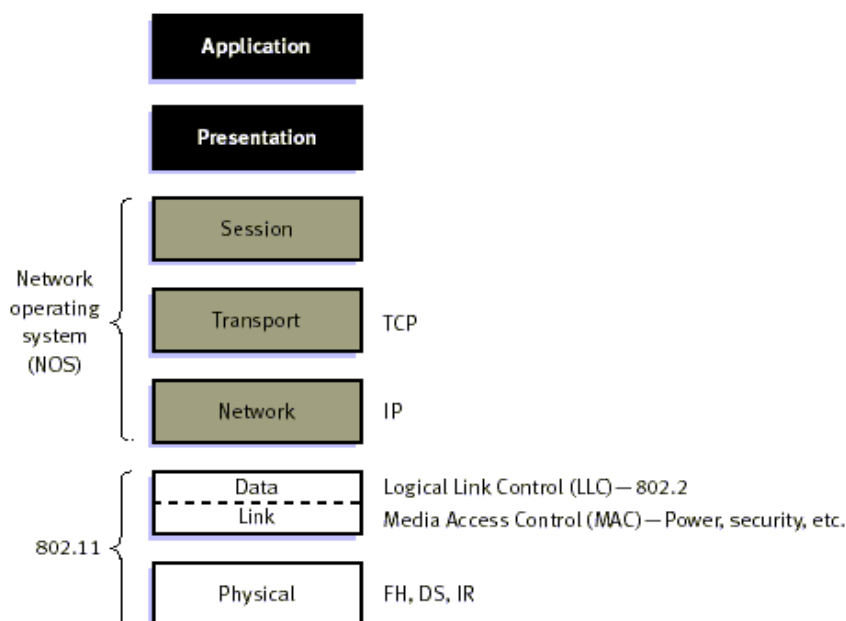 Application
Presentation
Session
Network
operating
system
(NOS)
Transport
TCP
Network
IP
802.11
Data
Logical Link Control (LLC)—802.2
Link
Media Access Control (MAC)—Power, security, etc.
Physical
FH, DS, IR